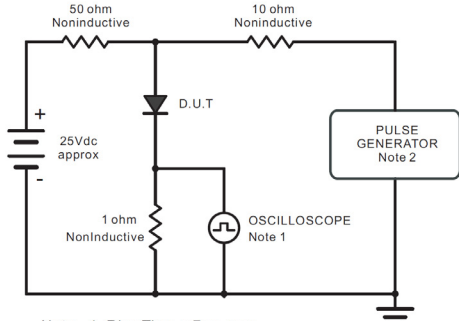 50 ohm
Noninductive
10 ohm
Noninductive
D.U.T
+
25Vdc
approx
-
PULSE
GENERATOR
Note 2
1 ohm
NonInductive
OSCILLOSCOPE
Note 1